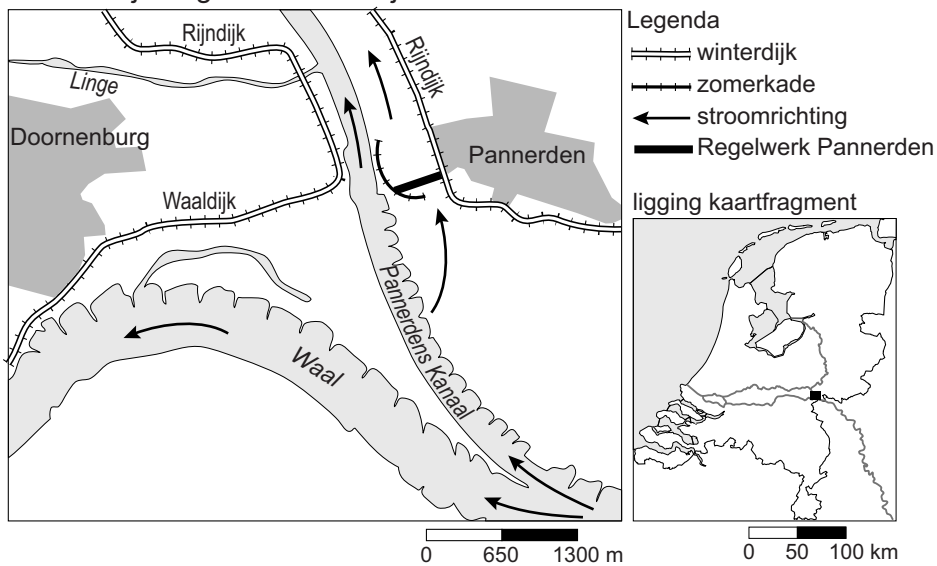 Rijndijk
Rijndijk
Linge
Doornenburg
Pannerden
Waaldijk
Pannerdens Kanaal
Waal
0 650 1300 m
Legenda
winterdijk
zomerkade
stroomrichting
Regelwerk Pannerden
ligging kaartfragment
0 50 100 km